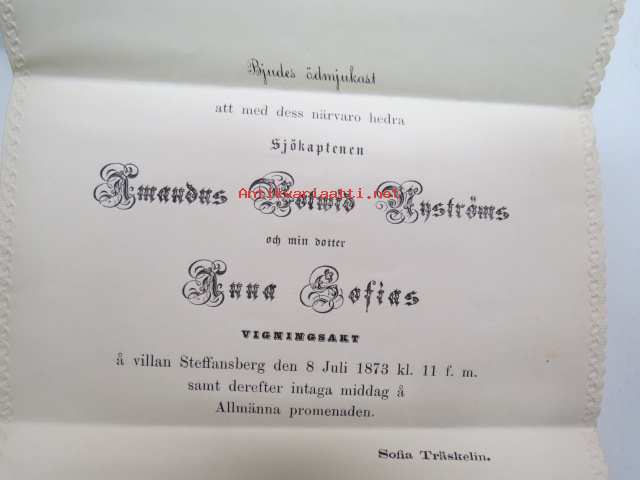 Bjudes ödmjukast
att med dess närvaro hedra
Sjökaptenen
Amandus Nyströms
Antikvariaatti.net
och min dotter
Anna Sofias
VIGNINGSAKT
å villan Steffansberg den 8 Juli 1873 kl. 11 f. m.
samt derefter intaga middag å
Allmänna promenaden.
Sofia Träskelin.